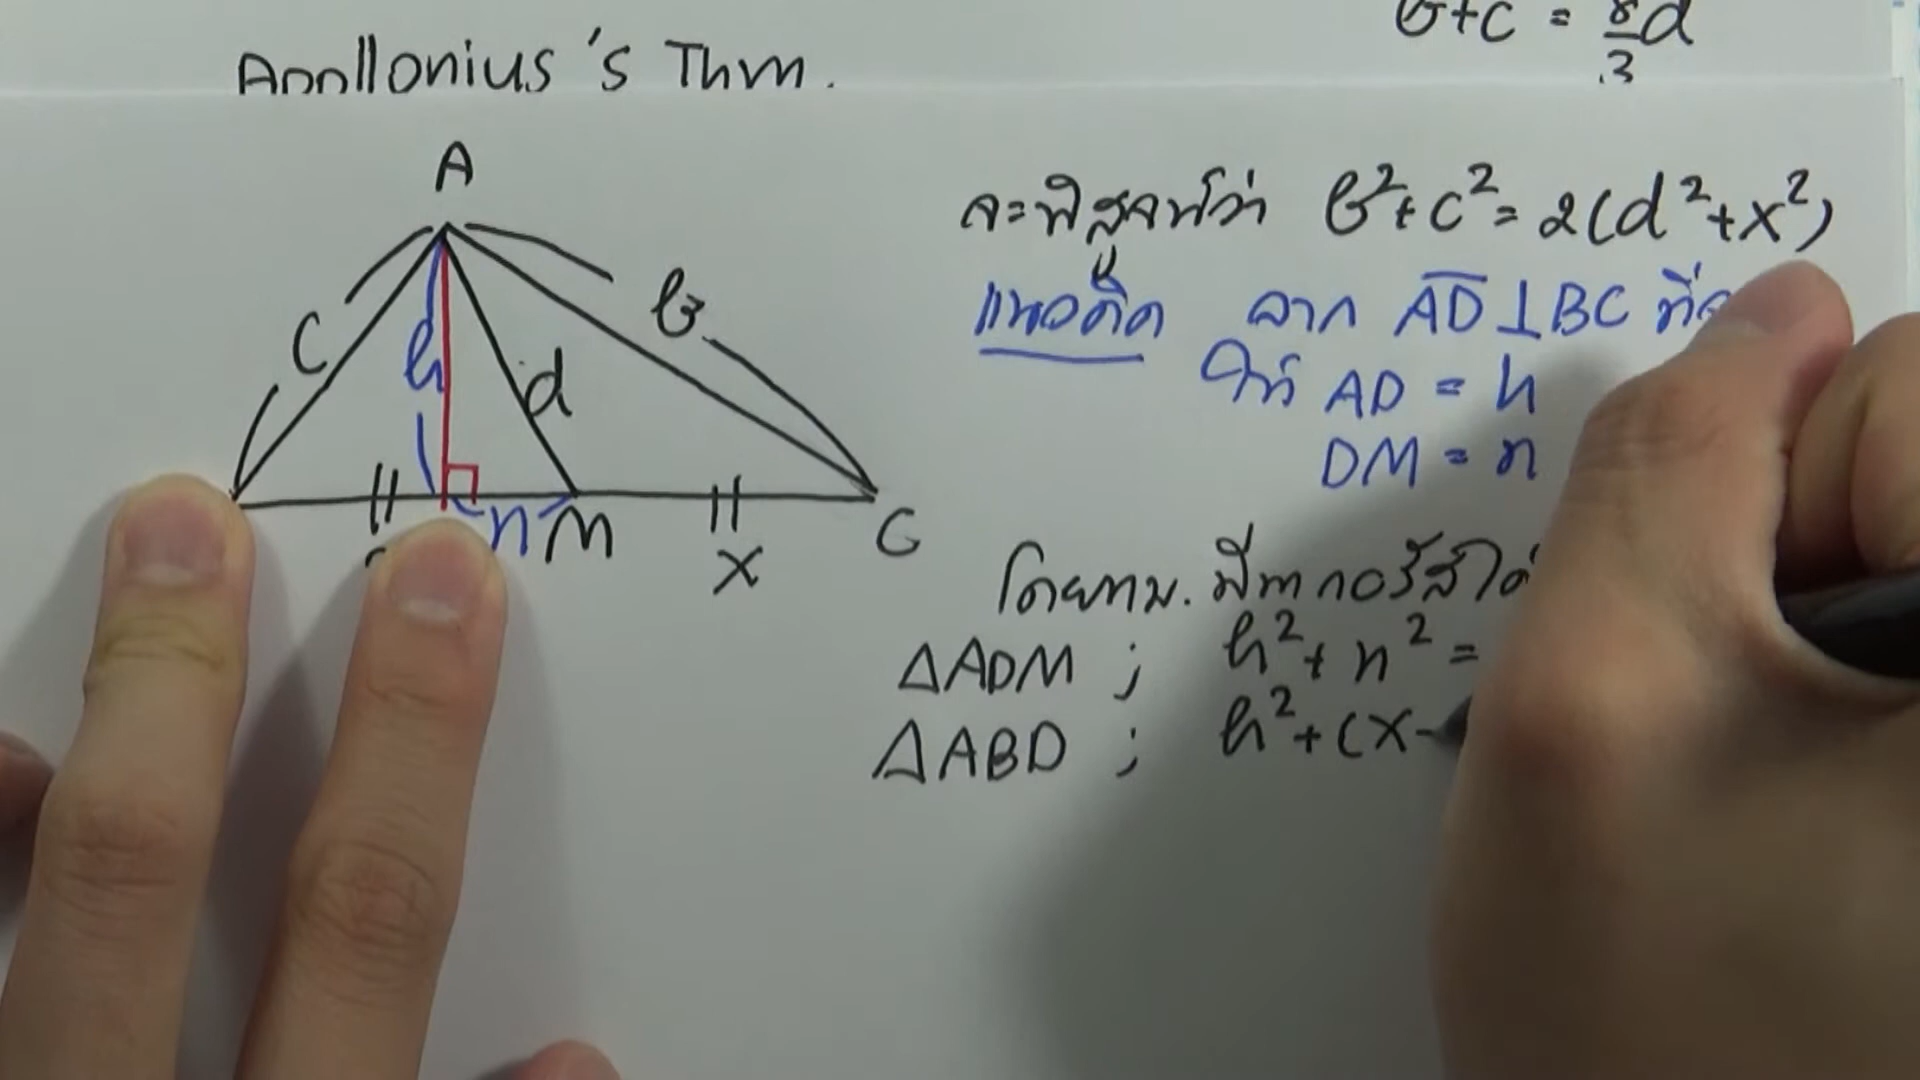 Apollonius's Thm.
b+c = 8/3 d
A
จะพิสูจน์ว่า b²+c² = 2(d²+x²)
แนวคิด ลาก AD⊥BC ที่
C
h
d
b
ให้ AD = h
DM = n
n
M
x
C
โดยทบ. พีทาโกรัสได้
△ADM ; h²+n² =
△ABD ; h²+(x-